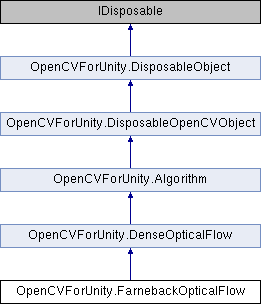 IDisposable
OpenCVForUnity.DisposableObject
OpenCVForUnity.DisposableOpenCVObject
OpenCVForUnity.Algorithm
OpenCVForUnity.DenseOpticalFlow
OpenCVForUnity.FarnebackOpticalFlow